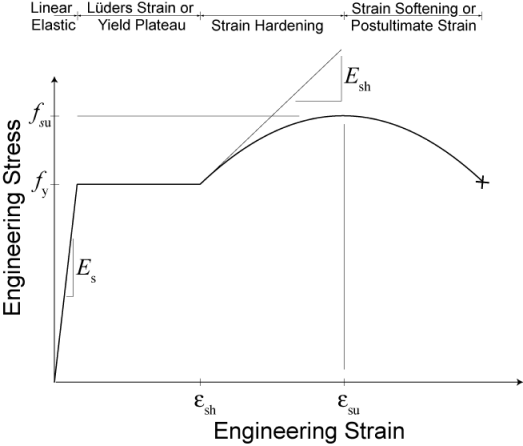 Linear
Elastic
Lüders Strain or
Yield Plateau
Strain Hardening
Strain Softening or
Postultimate Strain
E_sh
f_su
f_y
E_s
Engineering Stress
ε_sh
ε_su
Engineering Strain